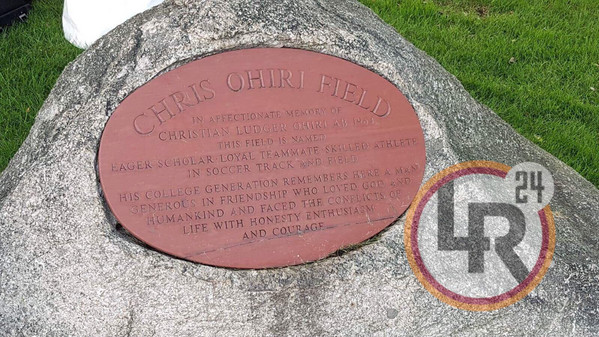 CHRIS OHIRI FIELD
IN AFFECTIONATE MEMORY OF
CHRISTIAN LUDGER OHIRI
THIS FIELD IS NAMED
EAGER SCHOLAR LOYAL TEAMMATE SKILLED ATHLETE
IN SOCCER TRACK AND FIELD
HIS COLLEGE GENERATION REMEMBERS HERE A MAN
GENEROUS IN FRIENDSHIP WHO LOVED GOD AND
HUMANKIND AND FACED THE CONFLICTS OF
LIFE WITH HONESTY ENTHUSIASM
AND COURAGE
LR
24